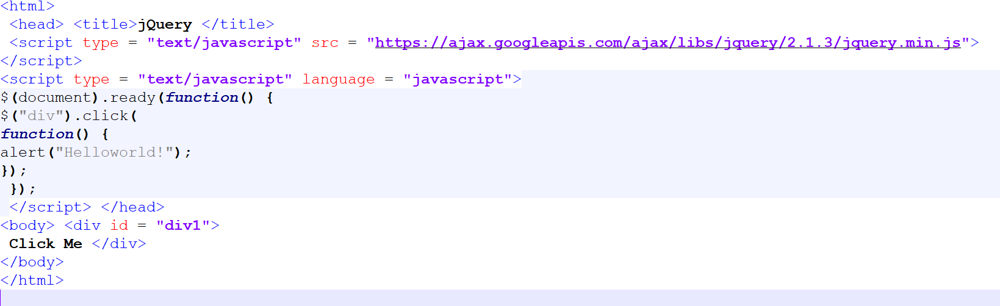 <html>
<head> <title>jQuery </title>
<script type = "text/javascript" src = "https://ajax.googleapis.com/ajax/libs/jquery/2.1.3/jquery.min.js">
</script>
<script type = "text/javascript" language = "javascript">
$(document).ready(function() {
$("div").click(
function() {
alert("Helloworld!");
});
});
</script> </head>
<body> <div id = "div1">
Click Me </div>
</body>
</html>